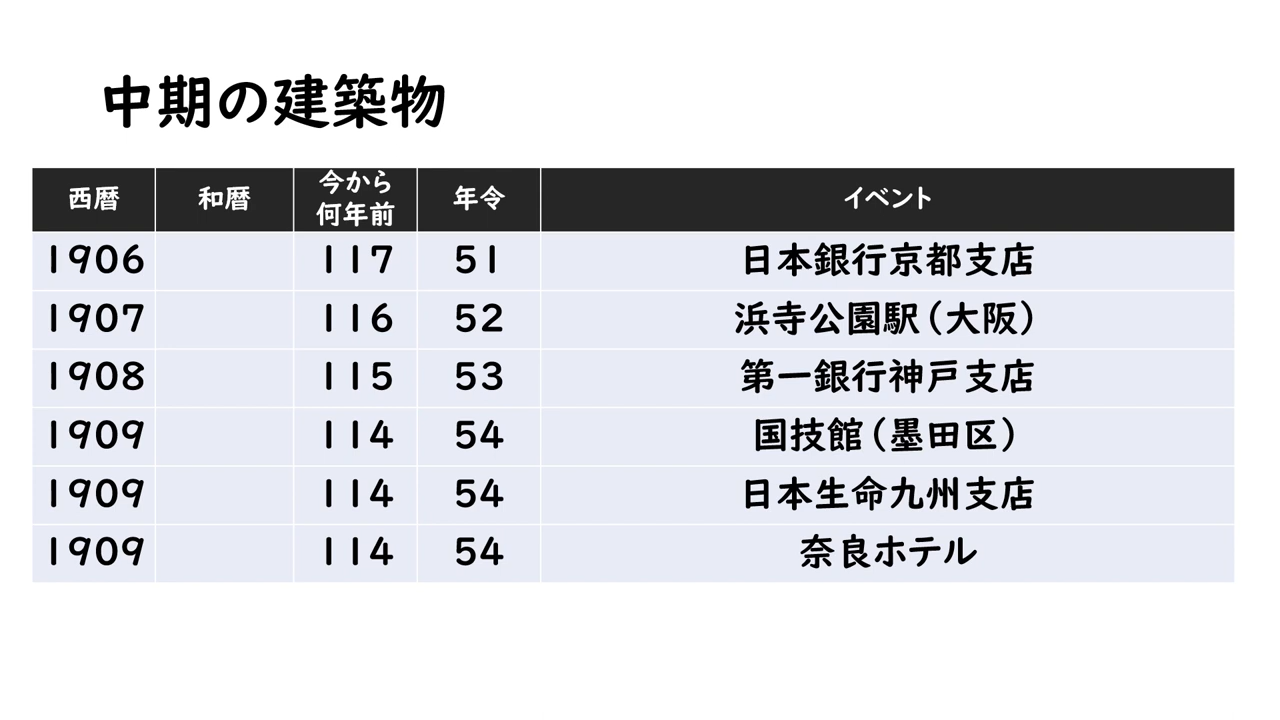 中期の建築物
西暦 和暦 今から何年前 年令 イベント
1906 117 51 日本銀行京都支店
1907 116 52 浜寺公園駅（大阪）
1908 115 53 第一銀行神戸支店
1909 114 54 国技館（墨田区）
1909 114 54 日本生命九州支店
1909 114 54 奈良ホテル